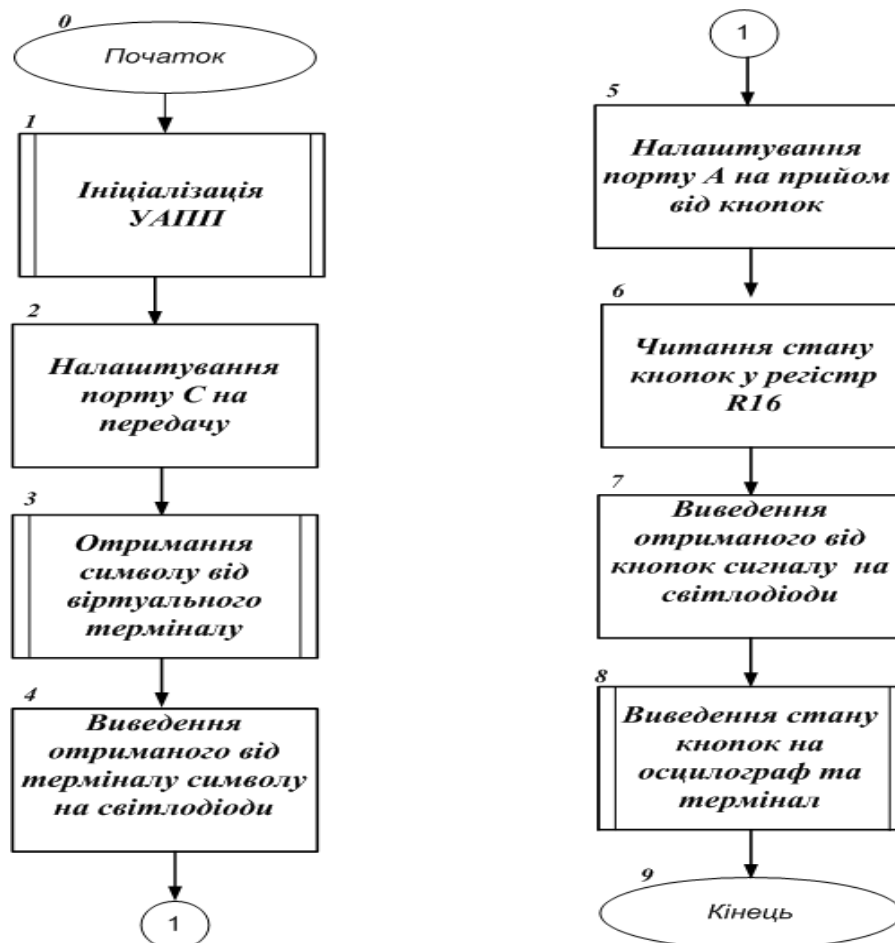 0
Початок
1
Ініціалізація
УАПП
2
Налаштування
порту С на
передачу
3
Отримання
символу від
віртуального
терміналу
4
Виведення
отриманого від
терміналу символу
на світлодіоди
1
1
5
Налаштування
порту А на прийом
від кнопок
6
Читання стану
кнопок у регістр
R16
7
Виведення
отриманого від
кнопок сигналу на
світлодіоди
8
Виведення стану
кнопок на
осцилограф та
термінал
9
Кінець